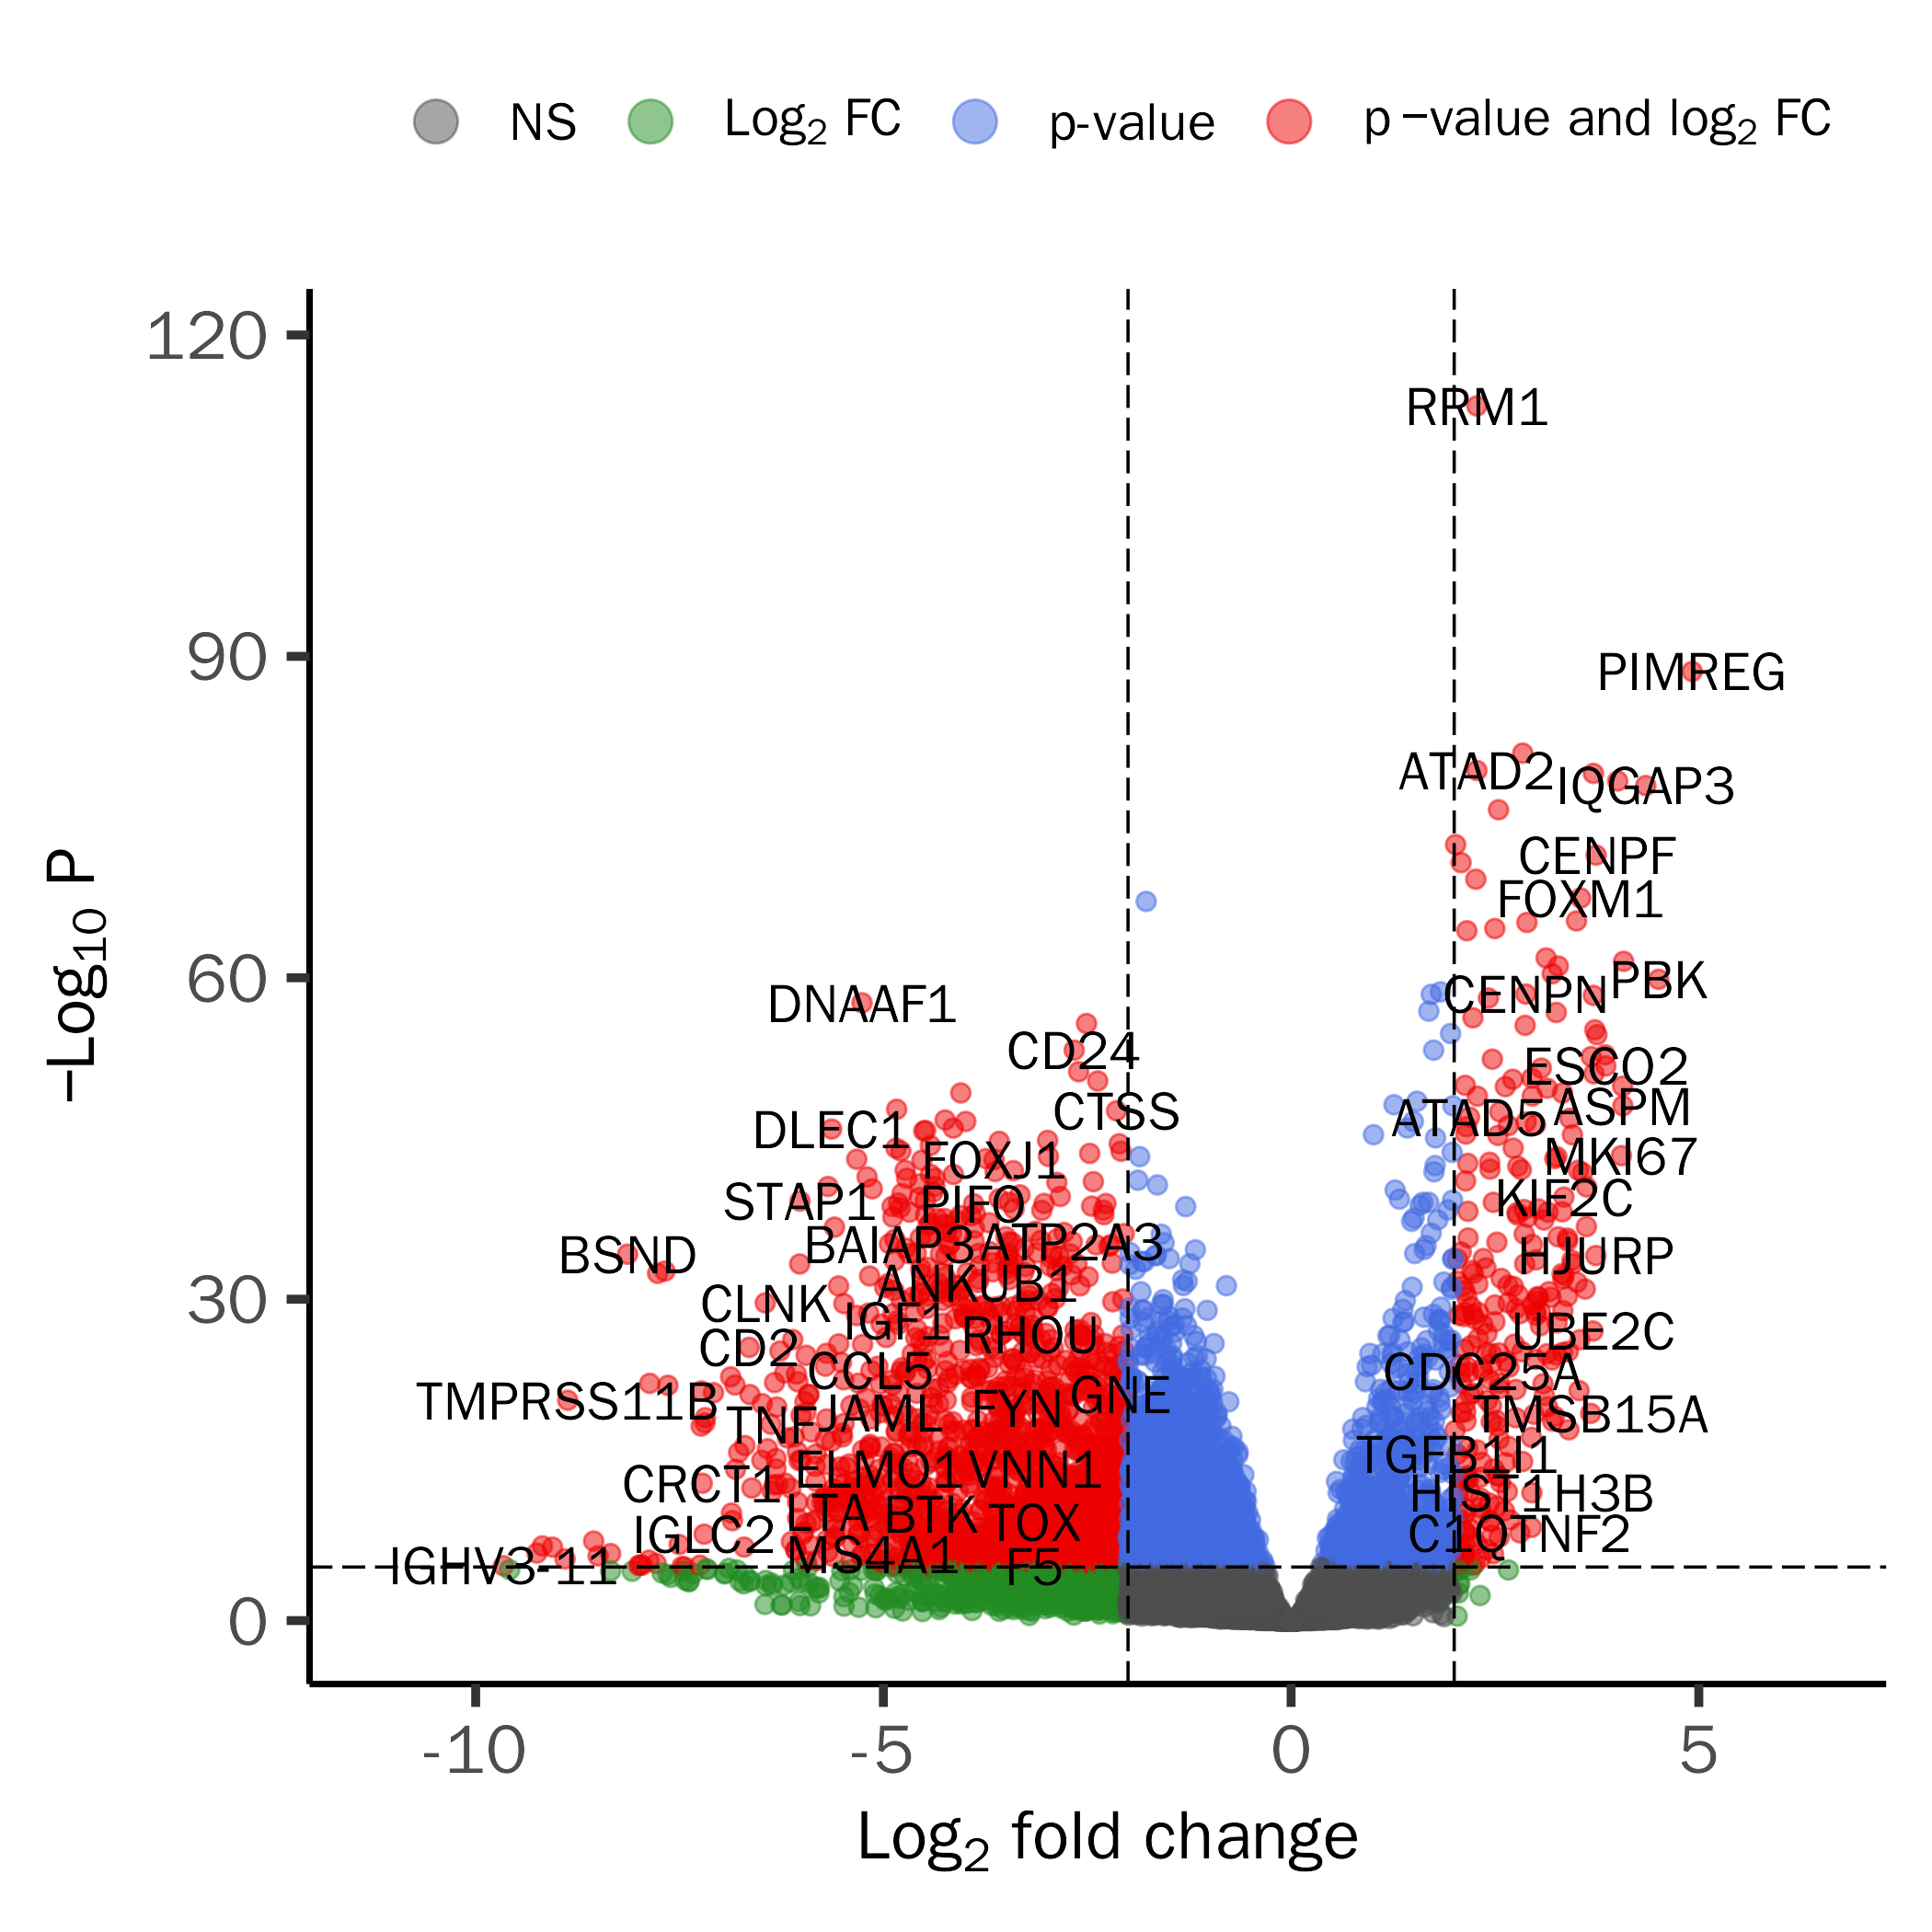 NS Log2 FC p-value p −value and log2 FC
120
RRM1
90
PIMREG
ATAD2
IQGAP3
CENPF
FOXM1
60
PBK
CENPN
DNAAF1
CD24
ESCO2
CTSS
ASPM
ATAD5
DLEC1
FOXJ1
MKI67
STAP1
PIFO
KIF2C
BSND
BAIAP3
ATP2A3
HJURP
ANKUB1
30
CLNK
IGF1
RHOU
UBE2C
CD2
CCL5
CDC25A
TMPRSS11B
GNE
TNF
JAML
FYN
TMSB15A
TGFB1I1
CRCT1
ELMO1
VNN1
HIST1H3B
LTA
BTK
TOX
IGLC2
C1QTNF2
MS4A1
IGHV3-11
F5
0
-10 -5 0 5
Log2 fold change
−Log10 P